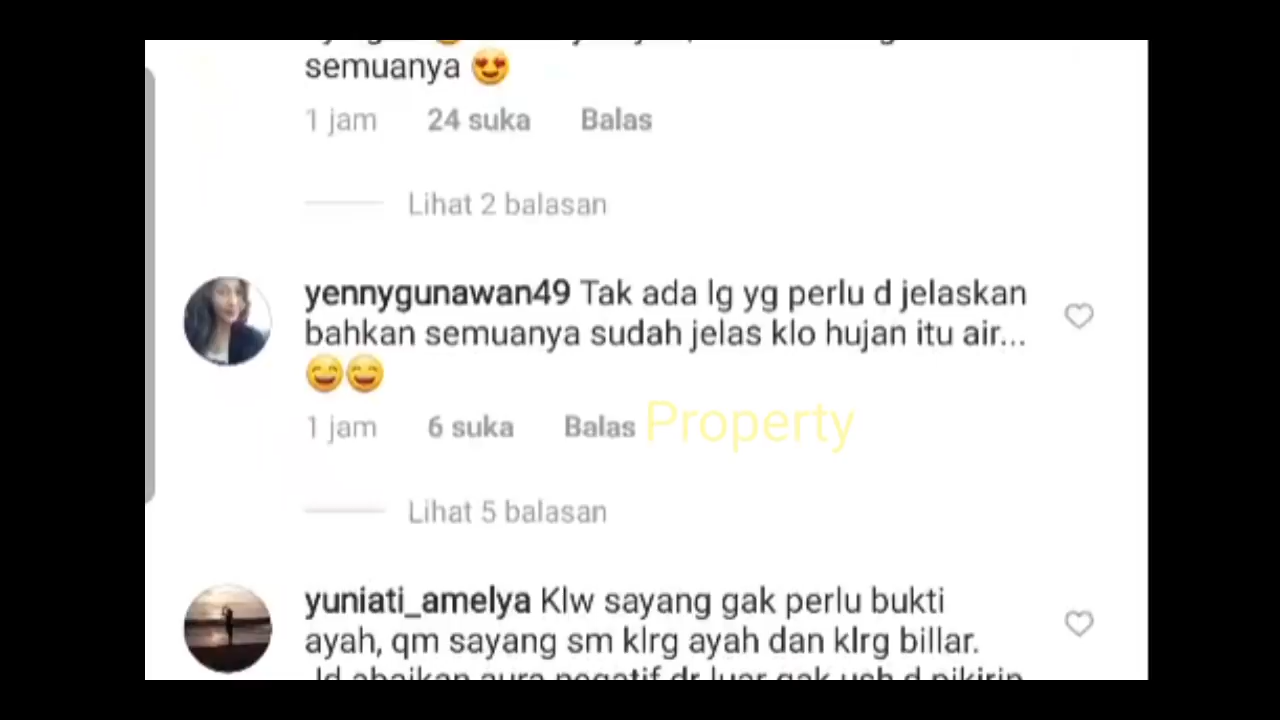 semuanya 😍
1 jam 24 suka Balas
Lihat 2 balasan
yennygunawan49 Tak ada lg yg perlu d jelaskan
bahkan semuanya sudah jelas klo hujan itu air...
😄😄
1 jam 6 suka Balas
Property
Lihat 5 balasan
yuniati_amelya Klw sayang gak perlu bukti
ayah, qm sayang sm klrg ayah dan klrg billar.
Jd abaikan aura negatif dr luar gak ush d pikirin